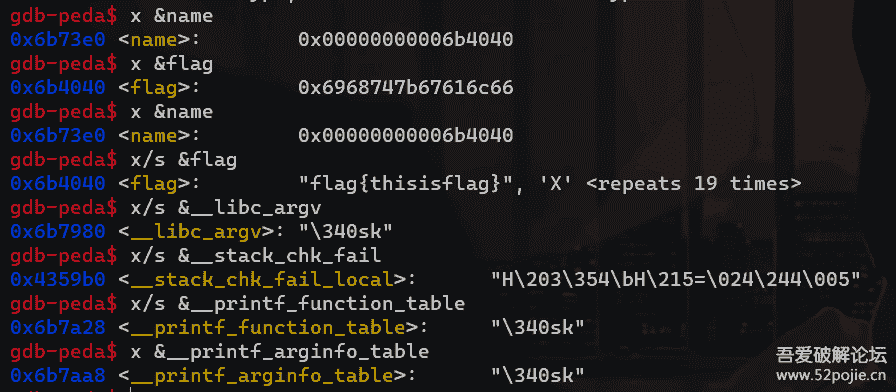 gdb-peda$ x &name
0x6b73e0 <name>: 0x00000000006b4040
gdb-peda$ x &flag
0x6b4040 <flag>: 0x6968747b67616c66
gdb-peda$ x &name
0x6b73e0 <name>: 0x00000000006b4040
gdb-peda$ x/s &flag
0x6b4040 <flag>: "flag{thisisflag}", 'X' <repeats 19 times>
gdb-peda$ x/s &__libc_argv
0x6b7980 <__libc_argv>: "\340sk"
gdb-peda$ x/s &__stack_chk_fail
0x4359b0 <__stack_chk_fail_local>: "H\203\354\bH\215=\024\244\005"
gdb-peda$ x/s &__printf_function_table
0x6b7a28 <__printf_function_table>: "\340sk"
gdb-peda$ x &__printf_arginfo_table
0x6b7aa8 <__printf_arginfo_table>: "\340sk"
吾爱破解论坛
www.52pojie.cn